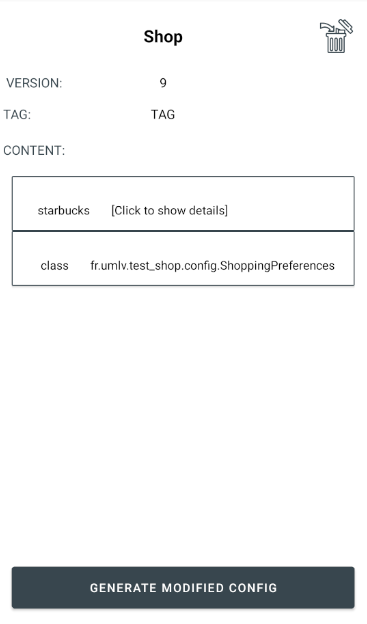 Shop
VERSION: 9
TAG: TAG
CONTENT:
starbucks [Click to show details]
class fr.umlv.test_shop.config.ShoppingPreferences
GENERATE MODIFIED CONFIG